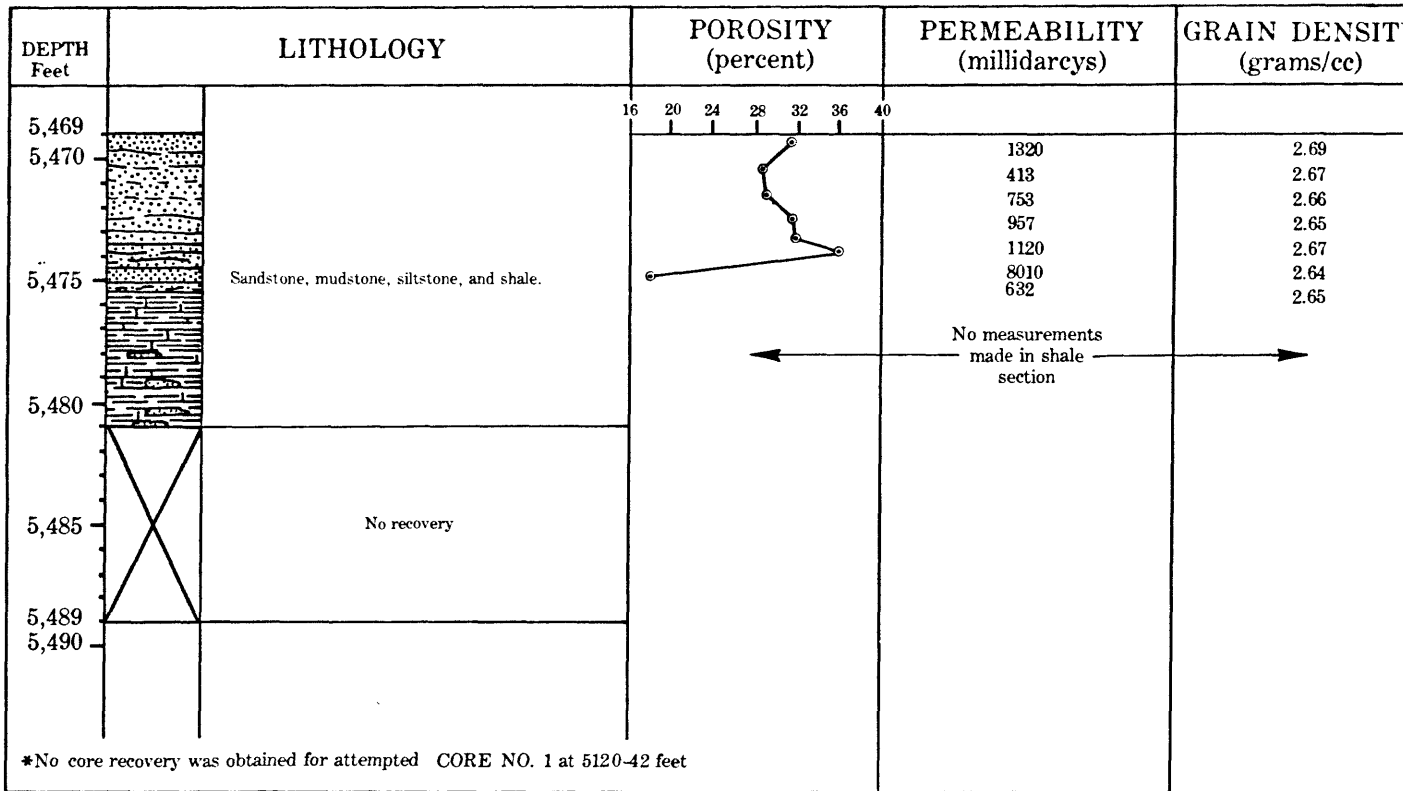 DEPTH
Feet
LITHOLOGY
POROSITY
(percent)
PERMEABILITY
(millidarcys)
GRAIN DENSIT
(grams/cc)
16 20 24 28 32 36 40
5,469
5,470
5,475
5,480
5,485
5,489
5,490
Sandstone, mudstone, siltstone, and shale.
No recovery
1320
413
753
957
1120
8010
632
2.69
2.67
2.66
2.65
2.67
2.64
2.65
No measurements
made in shale
section
*No core recovery was obtained for attempted CORE NO. 1 at 5120-42 feet